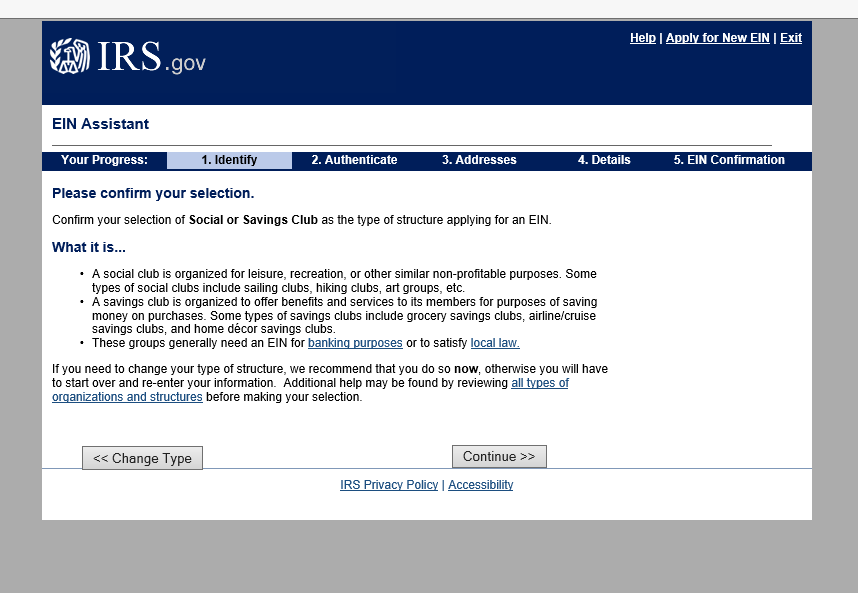 Help | Apply for New EIN | Exit
IRS.gov
EIN Assistant
Your Progress: 1. Identify 2. Authenticate 3. Addresses 4. Details 5. EIN Confirmation
Please confirm your selection.
Confirm your selection of Social or Savings Club as the type of structure applying for an EIN.
What it is...
• A social club is organized for leisure, recreation, or other similar non-profitable purposes. Some
types of social clubs include sailing clubs, hiking clubs, art groups, etc.
• A savings club is organized to offer benefits and services to its members for purposes of saving
money on purchases. Some types of savings clubs include grocery savings clubs, airline/cruise
savings clubs, and home décor savings clubs.
• These groups generally need an EIN for banking purposes or to satisfy local law.
If you need to change your type of structure, we recommend that you do so now, otherwise you will have
to start over and re-enter your information. Additional help may be found by reviewing all types of
organizations and structures before making your selection.
<< Change Type Continue >>
IRS Privacy Policy | Accessibility